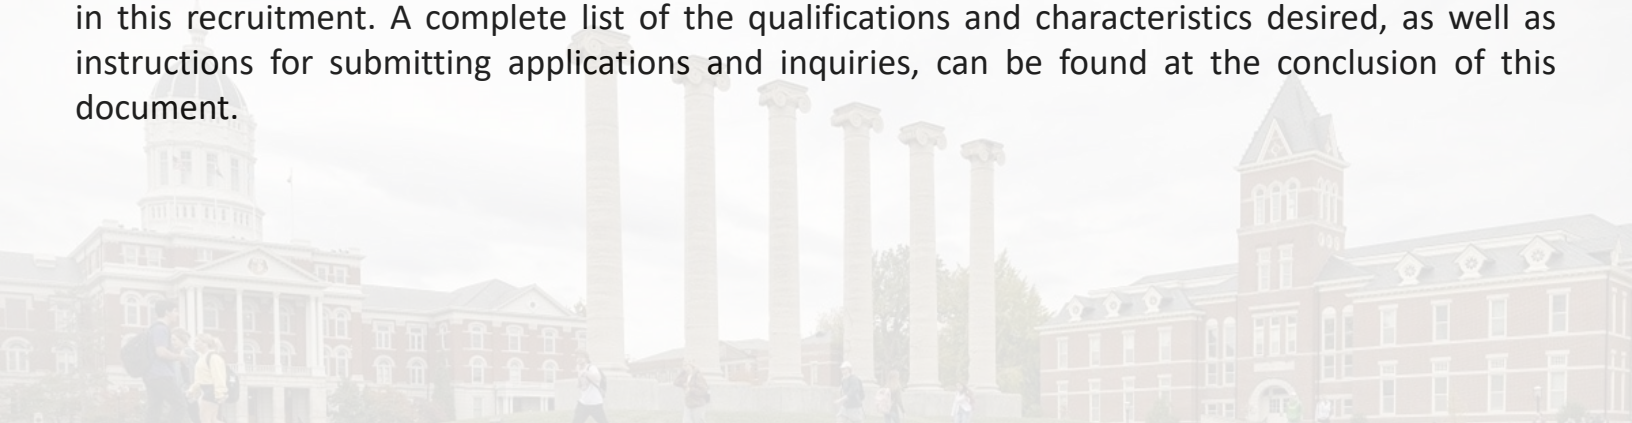 in this recruitment. A complete list of the qualifications and characteristics desired, as well as
instructions for submitting applications and inquiries, can be found at the conclusion of this
document.